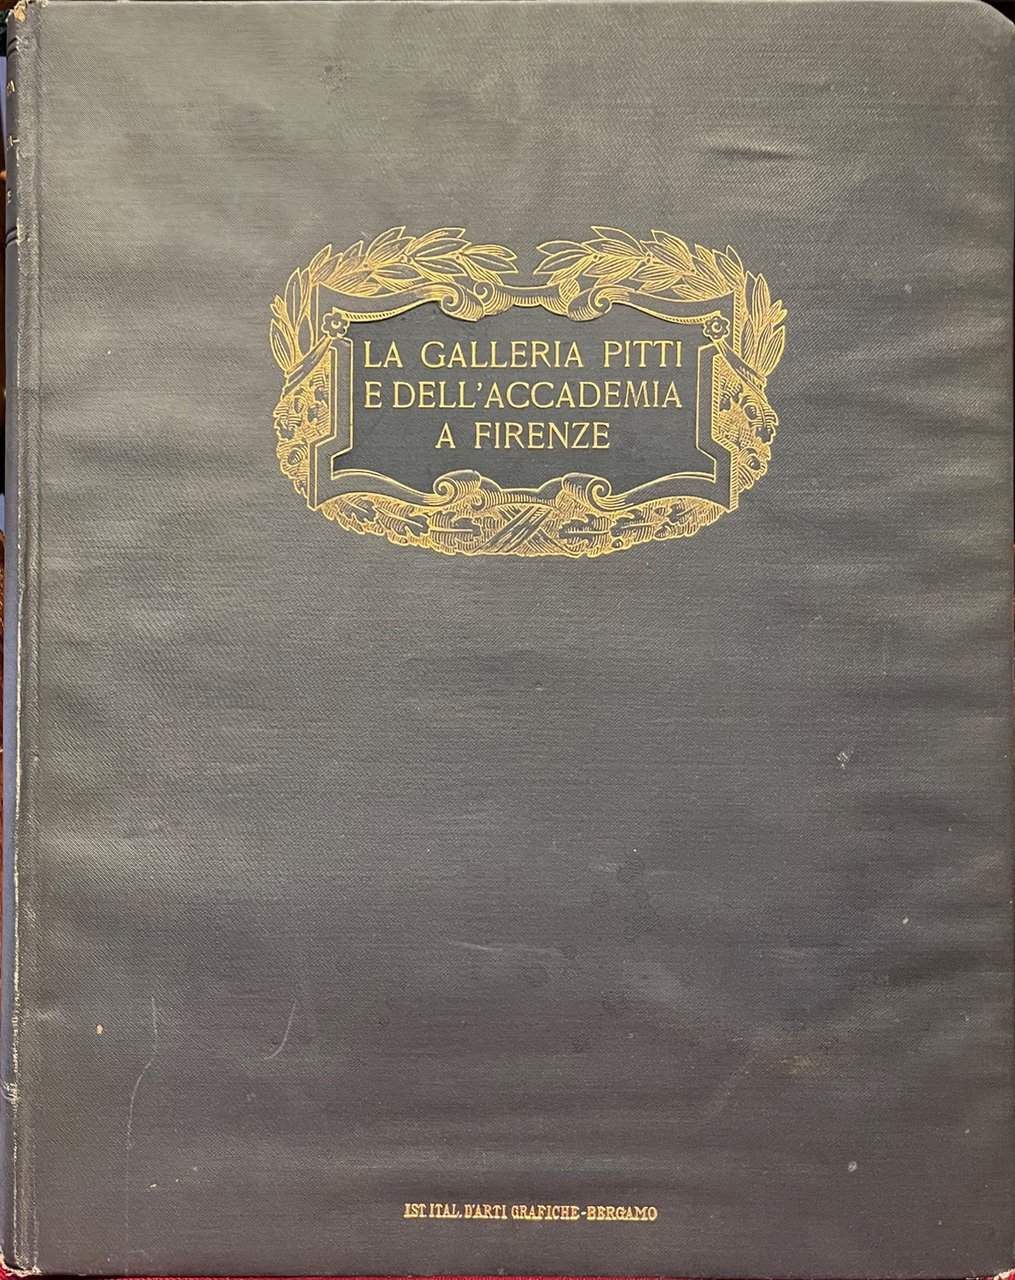 LA GALLERIA PITTI
E DELL'ACCADEMIA
A FIRENZE
IST ITAL. D'ARTI GRAFICHE-BERGAMO